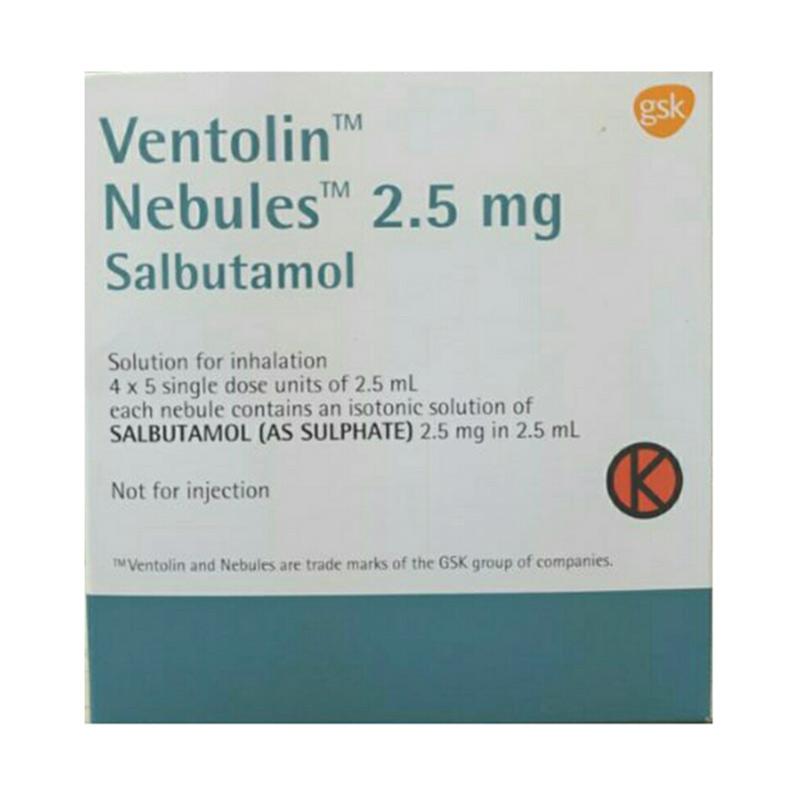 gsk
Ventolin™
Nebules™ 2.5 mg
Salbutamol
Solution for inhalation
4 x 5 single dose units of 2.5 mL
each nebule contains an isotonic solution of
SALBUTAMOL (AS SULPHATE) 2.5 mg in 2.5 mL
K
Not for injection
™Ventolin and Nebules are trade marks of the GSK group of companies.